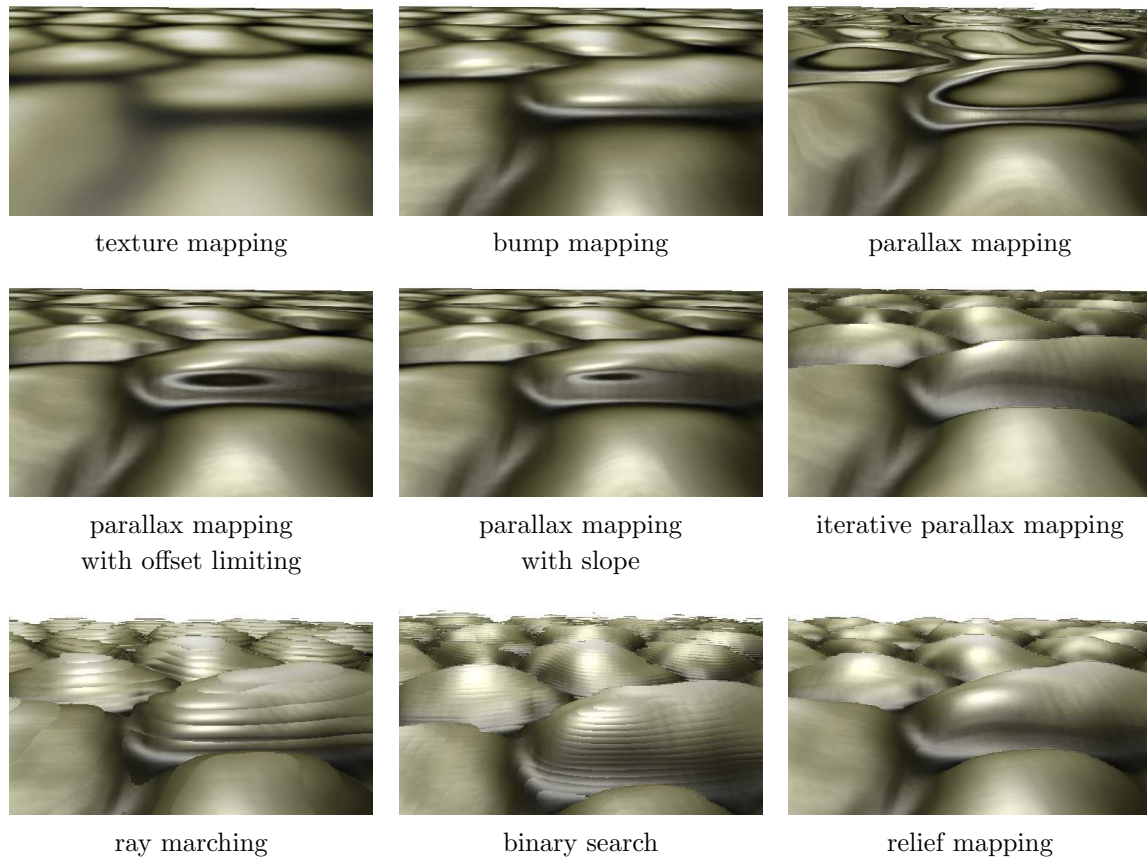 texture mapping
bump mapping
parallax mapping
parallax mapping
with offset limiting
parallax mapping
with slope
iterative parallax mapping
ray marching
binary search
relief mapping